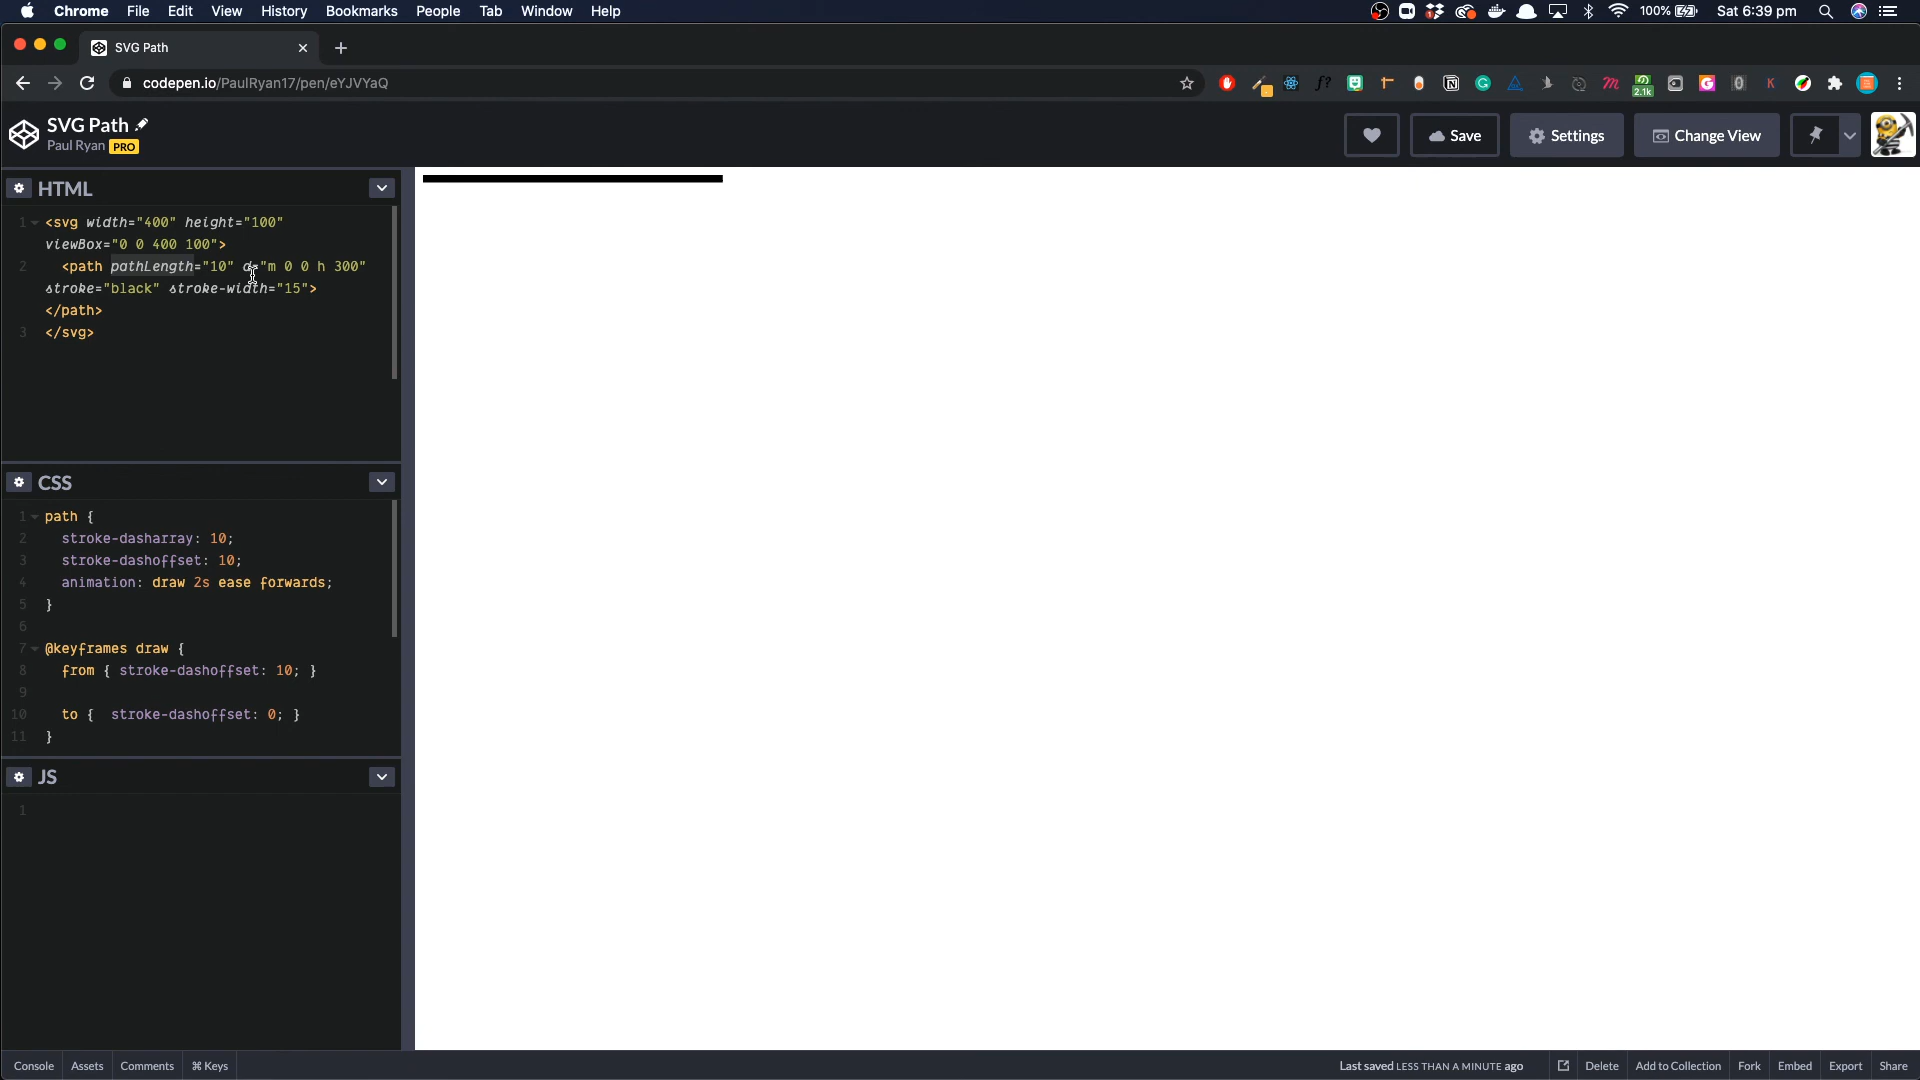 Chrome File Edit View History Bookmarks People Tab Window Help
100% Sat 6:39 pm
SVG Path
codepen.io/PaulRyan17/pen/eYJVYaQ
2.1k
SVG Path
Paul Ryan PRO
Save
Settings
Change View
HTML
1 <svg width="400" height="100"
viewBox="0 0 400 100">
2 <path pathLength="10" d="m 0 0 h 300"
stroke="black" stroke-width="15">
</path>
3 </svg>
CSS
1 path {
2 stroke-dasharray: 10;
3 stroke-dashoffset: 10;
4 animation: draw 2s ease forwards;
5 }
6
7 @keyframes draw {
8 from { stroke-dashoffset: 10; }
9
10 to {  stroke-dashoffset: 0; }
11 }
JS
1
Console Assets Comments ⌘ Keys
Last saved LESS THAN A MINUTE ago Delete Add to Collection Fork Embed Export Share